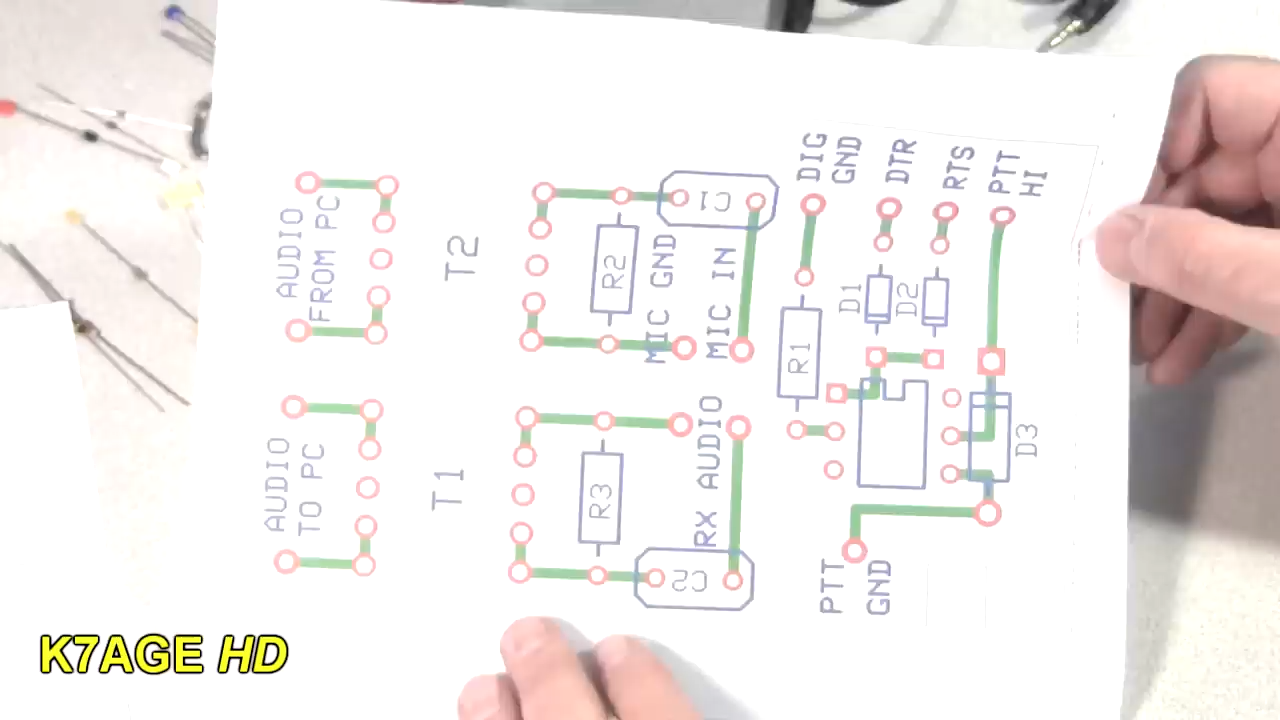 AUDIO
FROM PC
T2
R2
C1
MIC GND
MIC IN
DIG
GND
DTR
RTS
PTT
HI
D1
D2
R1
AUDIO
TO PC
T1
R3
RX AUDIO
C2
D3
PTT
GND
K7AGE HD